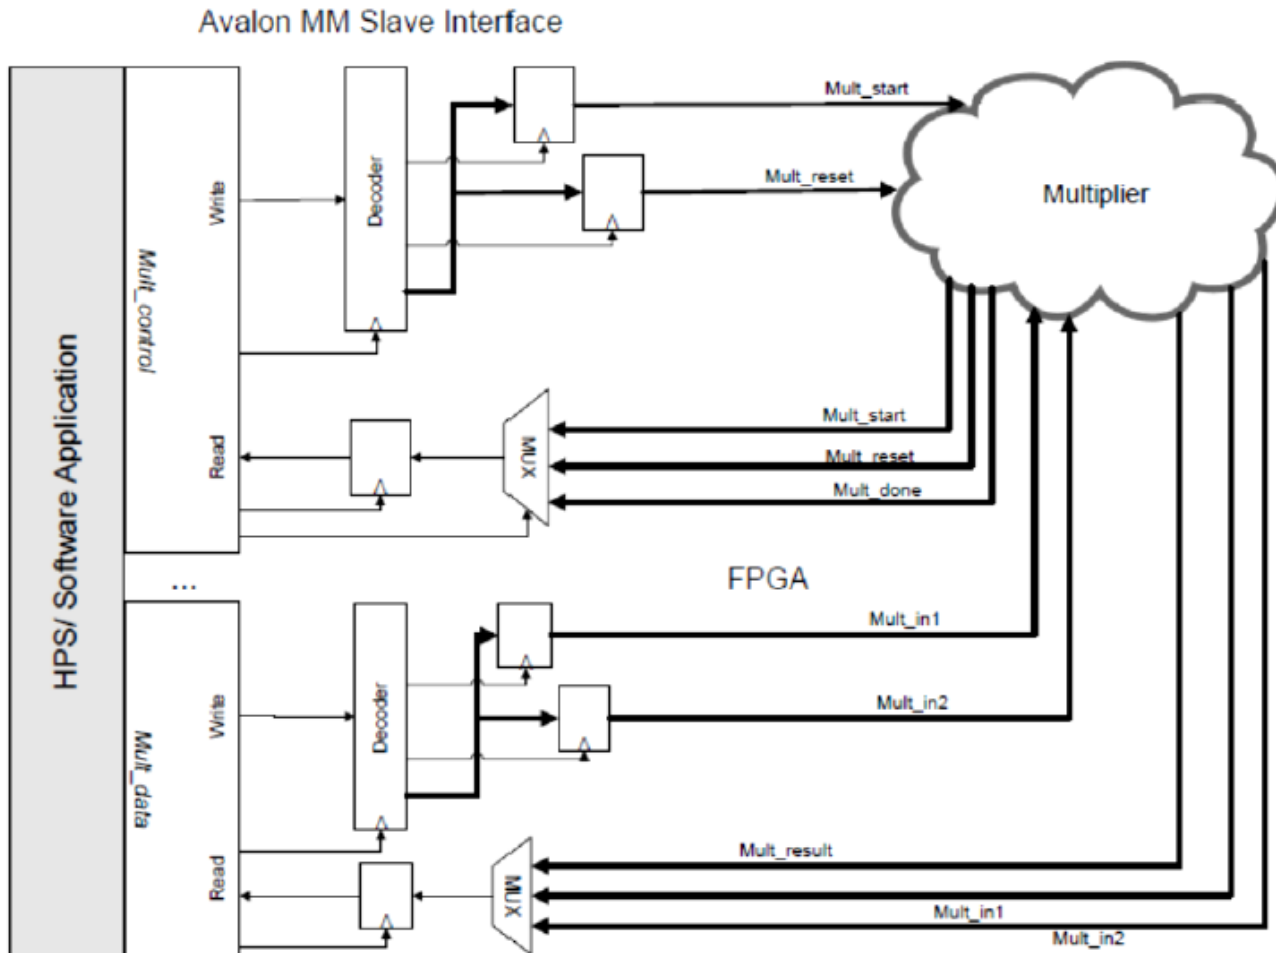 Avalon MM Slave Interface
HPS/ Software Application
Mult_control
Write
Read
Decoder
Mult_start
Mult_reset
Multiplier
MUX
Mult_start
Mult_reset
Mult_done
...
FPGA
Mult_data
Write
Read
Decoder
Mult_in1
Mult_in2
MUX
Mult_result
Mult_in1
Mult_in2